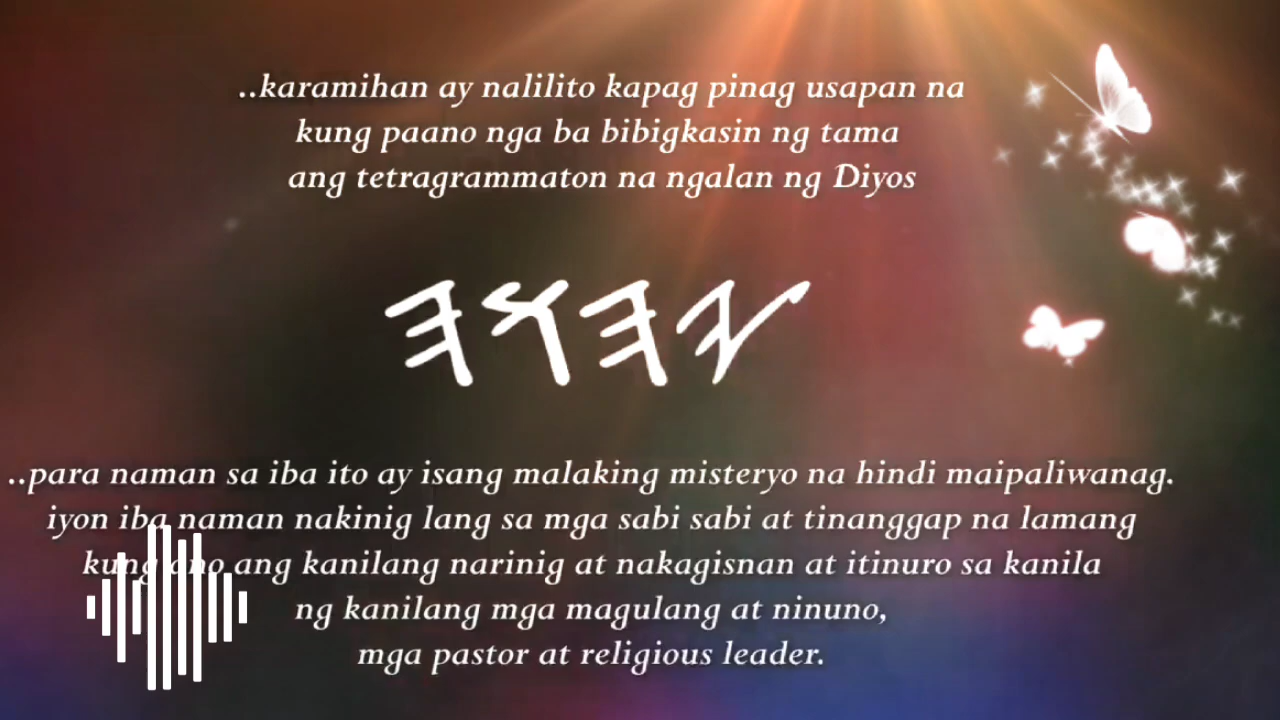 ..karamihan ay nalilito kapag pinag usapan na
kung paano nga ba bibigkasin ng tama
ang tetragrammaton na ngalan ng Diyos
𐤄𐤅𐤄𐤉
..para naman sa iba ito ay isang malaking misteryo na hindi maipaliwanag.
iyon iba naman nakinig lang sa mga sabi sabi at tinanggap na lamang
kung ano ang kanilang narinig at nakagisnan at itinuro sa kanila
ng kanilang mga magulang at ninuno,
mga pastor at religious leader.